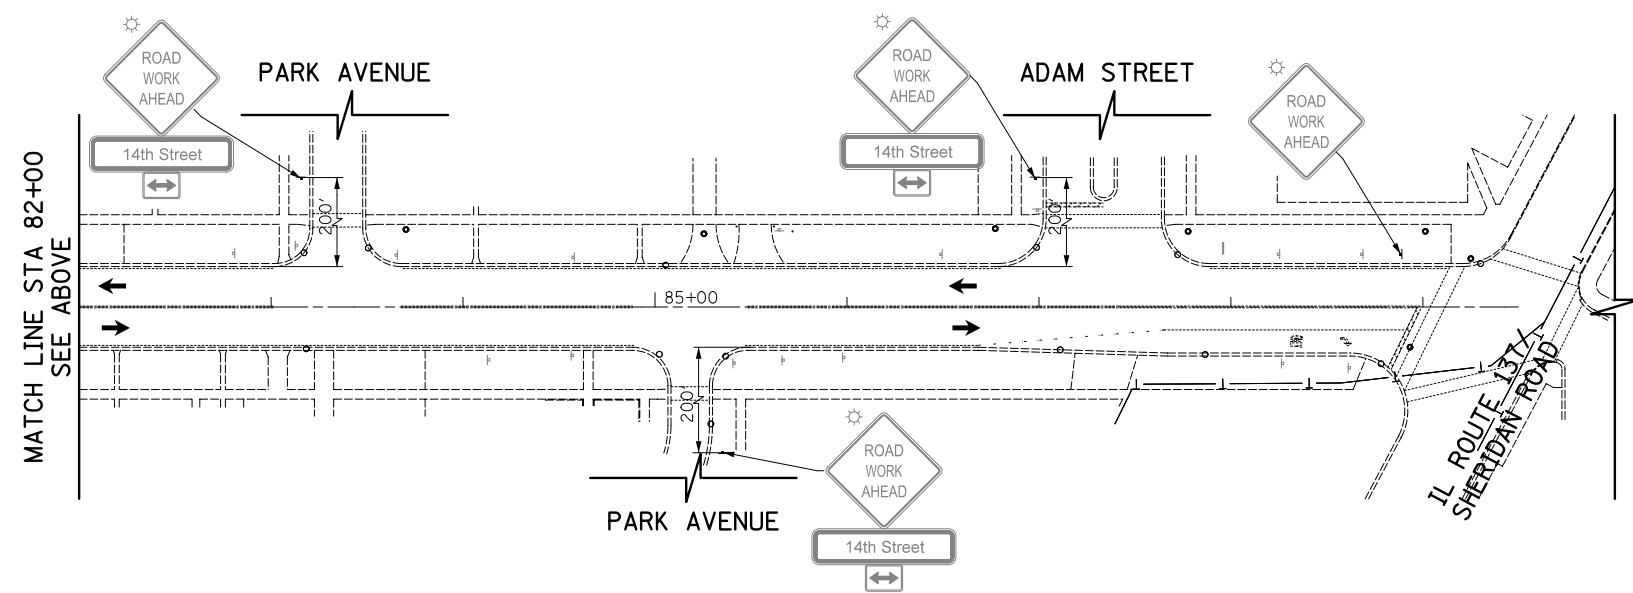 ROAD
WORK
AHEAD
14th Street
PARK AVENUE
ROAD
WORK
AHEAD
14th Street
ADAM STREET
ROAD
WORK
AHEAD
MATCH LINE STA 82+00
SEE ABOVE
200'
200'
85+00
200'
IL ROUTE 137/
SHERIDAN ROAD
ROAD
WORK
AHEAD
14th Street
PARK AVENUE